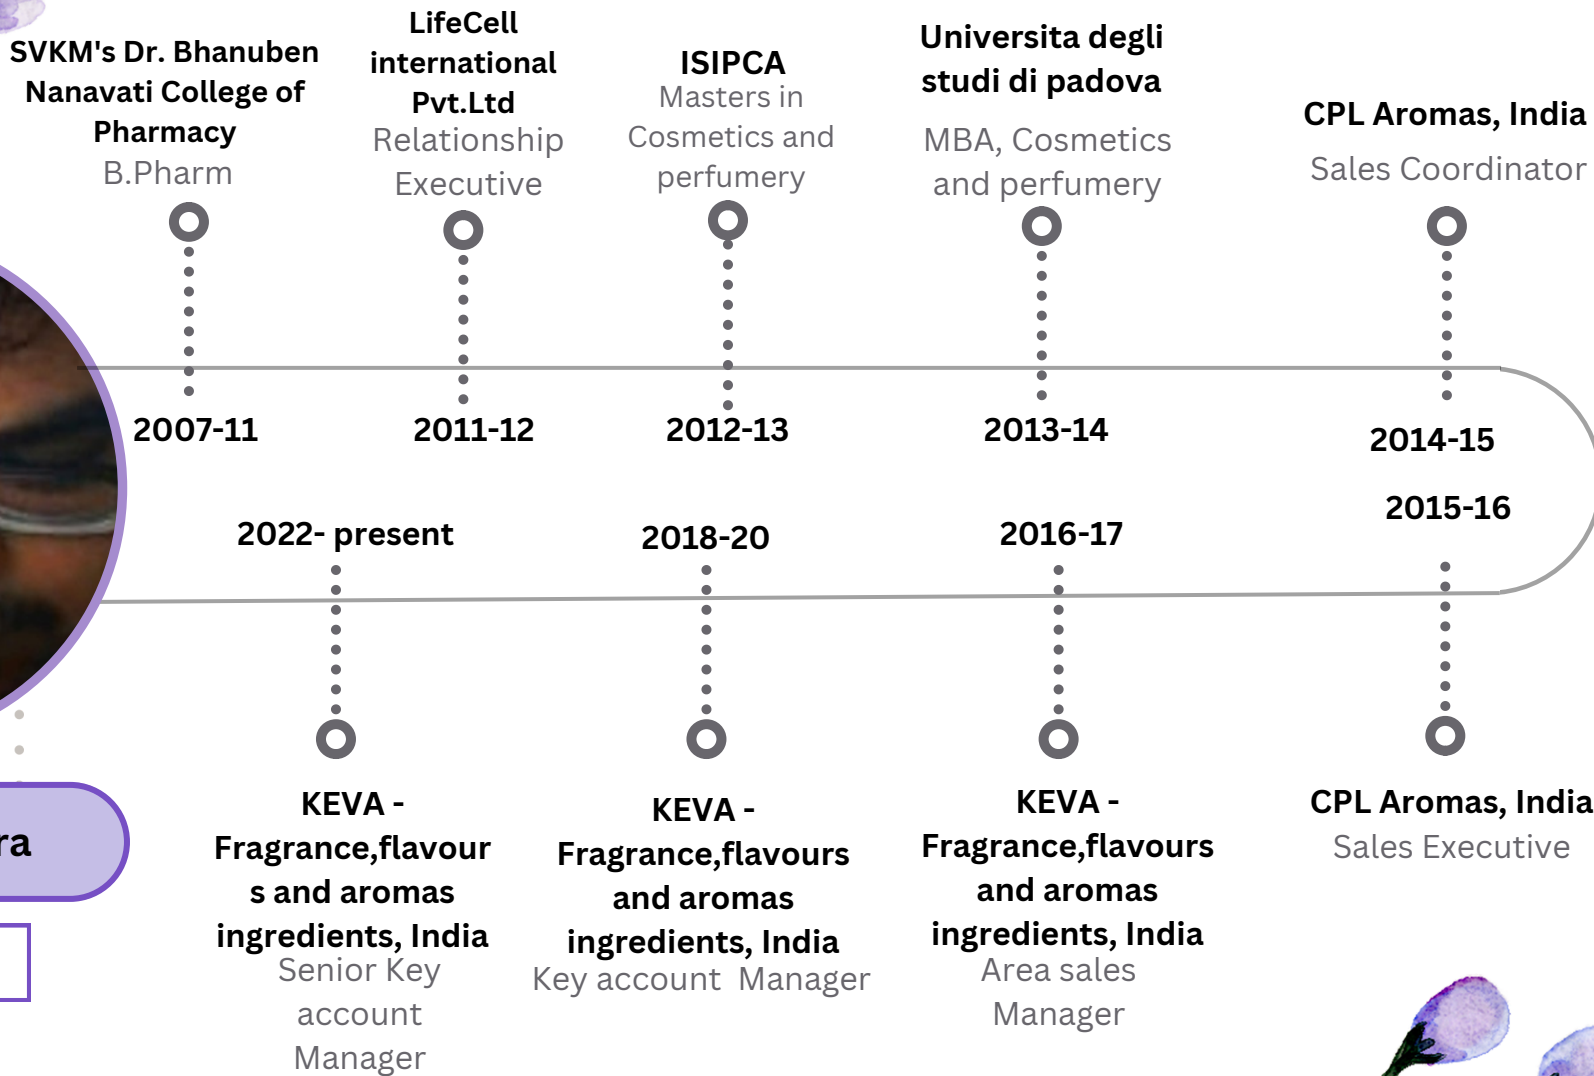 SVKM's Dr. Bhanuben
Nanavati College of
Pharmacy
B.Pharm
2007-11
LifeCell
international
Pvt.Ltd
Relationship
Executive
2011-12
ISIPCA
Masters in
Cosmetics and
perfumery
2012-13
Universita degli
studi di padova
MBA, Cosmetics
and perfumery
2013-14
CPL Aromas, India
Sales Coordinator
2014-15
2015-16
CPL Aromas, India
Sales Executive
2016-17
KEVA -
Fragrance,flavours
and aromas
ingredients, India
Area sales
Manager
2018-20
KEVA -
Fragrance,flavours
and aromas
ingredients, India
Key account  Manager
2022- present
KEVA -
Fragrance,flavour
s and aromas
ingredients, India
Senior Key
account
Manager
ra